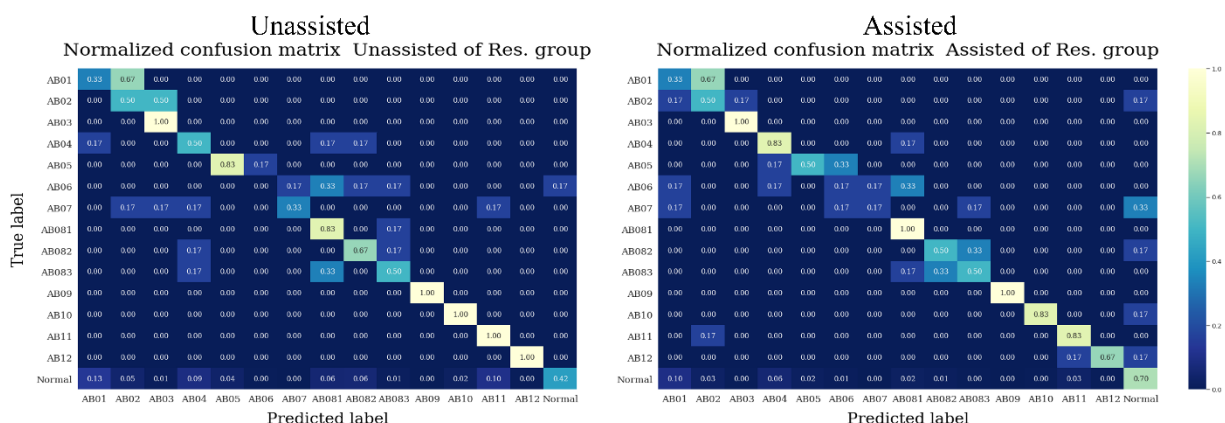 Unassisted
Normalized confusion matrix Unassisted of Res. group
True label
AB01 0.33 0.67 0.00 0.00 0.00 0.00 0.00 0.00 0.00 0.00 0.00 0.00 0.00 0.00 0.00
AB02 0.00 0.50 0.50 0.00 0.00 0.00 0.00 0.00 0.00 0.00 0.00 0.00 0.00 0.00 0.00
AB03 0.00 0.00 1.00 0.00 0.00 0.00 0.00 0.00 0.00 0.00 0.00 0.00 0.00 0.00 0.00
AB04 0.17 0.00 0.00 0.50 0.00 0.00 0.00 0.17 0.17 0.00 0.00 0.00 0.00 0.00 0.00
AB05 0.00 0.00 0.00 0.00 0.83 0.17 0.00 0.00 0.00 0.00 0.00 0.00 0.00 0.00 0.00
AB06 0.00 0.00 0.00 0.00 0.00 0.00 0.17 0.33 0.17 0.17 0.00 0.00 0.00 0.00 0.17
AB07 0.00 0.17 0.17 0.17 0.00 0.00 0.33 0.00 0.00 0.00 0.00 0.00 0.17 0.00 0.00
AB081 0.00 0.00 0.00 0.00 0.00 0.00 0.00 0.83 0.00 0.17 0.00 0.00 0.00 0.00 0.00
AB082 0.00 0.00 0.00 0.17 0.00 0.00 0.00 0.00 0.67 0.17 0.00 0.00 0.00 0.00 0.00
AB083 0.00 0.00 0.00 0.17 0.00 0.00 0.00 0.33 0.00 0.50 0.00 0.00 0.00 0.00 0.00
AB09 0.00 0.00 0.00 0.00 0.00 0.00 0.00 0.00 0.00 0.00 1.00 0.00 0.00 0.00 0.00
AB10 0.00 0.00 0.00 0.00 0.00 0.00 0.00 0.00 0.00 0.00 0.00 1.00 0.00 0.00 0.00
AB11 0.00 0.00 0.00 0.00 0.00 0.00 0.00 0.00 0.00 0.00 0.00 0.00 1.00 0.00 0.00
AB12 0.00 0.00 0.00 0.00 0.00 0.00 0.00 0.00 0.00 0.00 0.00 0.00 0.00 1.00 0.00
Normal 0.13 0.05 0.01 0.09 0.04 0.00 0.00 0.06 0.06 0.01 0.00 0.02 0.10 0.00 0.42
AB01 AB02 AB03 AB04 AB05 AB06 AB07 AB081 AB082 AB083 AB09 AB10 AB11 AB12 Normal
Predicted label
Assisted
Normalized confusion matrix Assisted of Res. group
AB01 0.33 0.67 0.00 0.00 0.00 0.00 0.00 0.00 0.00 0.00 0.00 0.00 0.00 0.00 0.00
AB02 0.17 0.50 0.17 0.00 0.00 0.00 0.00 0.00 0.00 0.00 0.00 0.00 0.00 0.00 0.17
AB03 0.00 0.00 1.00 0.00 0.00 0.00 0.00 0.00 0.00 0.00 0.00 0.00 0.00 0.00 0.00
AB04 0.00 0.00 0.00 0.83 0.00 0.00 0.00 0.17 0.00 0.00 0.00 0.00 0.00 0.00 0.00
AB05 0.00 0.00 0.00 0.17 0.50 0.33 0.00 0.00 0.00 0.00 0.00 0.00 0.00 0.00 0.00
AB06 0.17 0.00 0.00 0.17 0.00 0.17 0.17 0.33 0.00 0.00 0.00 0.00 0.00 0.00 0.00
AB07 0.17 0.00 0.00 0.00 0.00 0.17 0.17 0.00 0.00 0.17 0.00 0.00 0.00 0.00 0.33
AB081 0.00 0.00 0.00 0.00 0.00 0.00 0.00 1.00 0.00 0.00 0.00 0.00 0.00 0.00 0.00
AB082 0.00 0.00 0.00 0.00 0.00 0.00 0.00 0.00 0.50 0.33 0.00 0.00 0.00 0.00 0.17
AB083 0.00 0.00 0.00 0.00 0.00 0.00 0.00 0.17 0.33 0.50 0.00 0.00 0.00 0.00 0.00
AB09 0.00 0.00 0.00 0.00 0.00 0.00 0.00 0.00 0.00 0.00 1.00 0.00 0.00 0.00 0.00
AB10 0.00 0.00 0.00 0.00 0.00 0.00 0.00 0.00 0.00 0.00 0.00 0.83 0.00 0.00 0.17
AB11 0.00 0.17 0.00 0.00 0.00 0.00 0.00 0.00 0.00 0.00 0.00 0.00 0.83 0.00 0.00
AB12 0.00 0.00 0.00 0.00 0.00 0.00 0.00 0.00 0.00 0.00 0.00 0.00 0.17 0.67 0.17
Normal 0.10 0.03 0.00 0.06 0.02 0.01 0.00 0.02 0.01 0.00 0.00 0.00 0.03 0.00 0.70
AB01 AB02 AB03 AB04 AB05 AB06 AB07 AB081 AB082 AB083 AB09 AB10 AB11 AB12 Normal
Predicted label
1.0
0.8
0.6
0.4
0.2
0.0